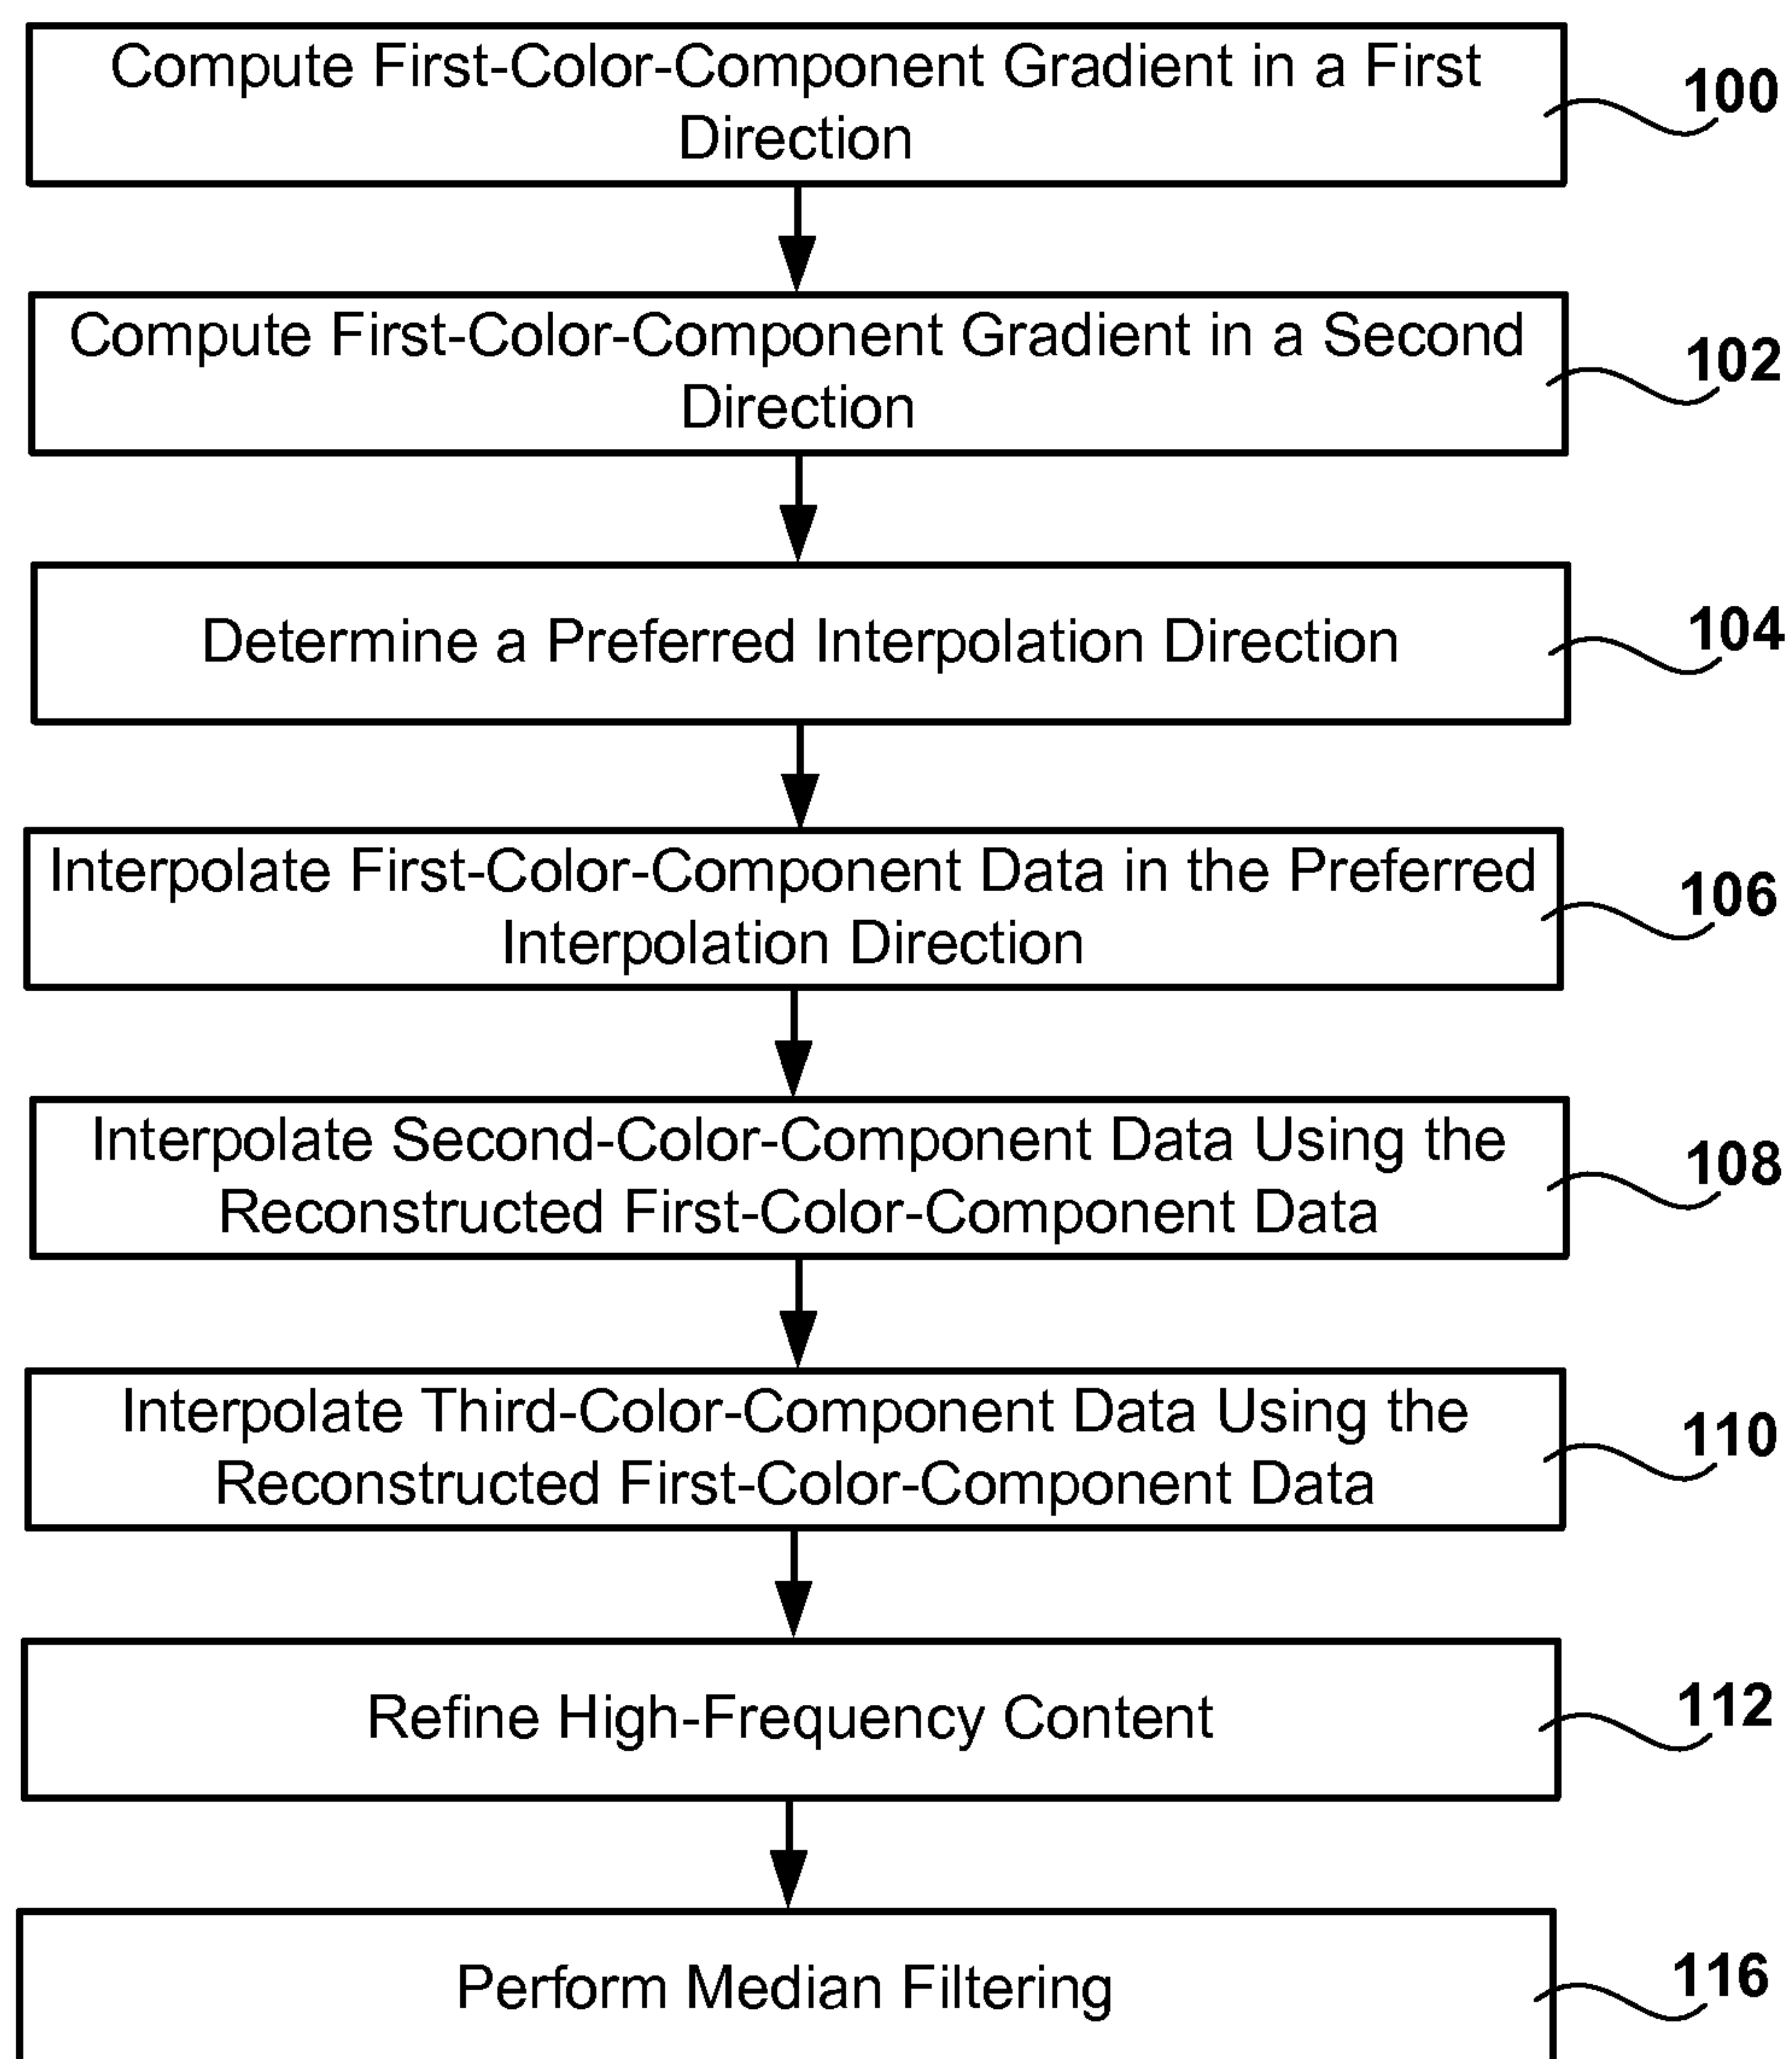 Compute First-Color-Component Gradient in a First
Direction
100
Compute First-Color-Component Gradient in a Second
Direction
102
Determine a Preferred Interpolation Direction
104
Interpolate First-Color-Component Data in the Preferred
Interpolation Direction
106
Interpolate Second-Color-Component Data Using the
Reconstructed First-Color-Component Data
108
Interpolate Third-Color-Component Data Using the
Reconstructed First-Color-Component Data
110
Refine High-Frequency Content
112
Perform Median Filtering
116